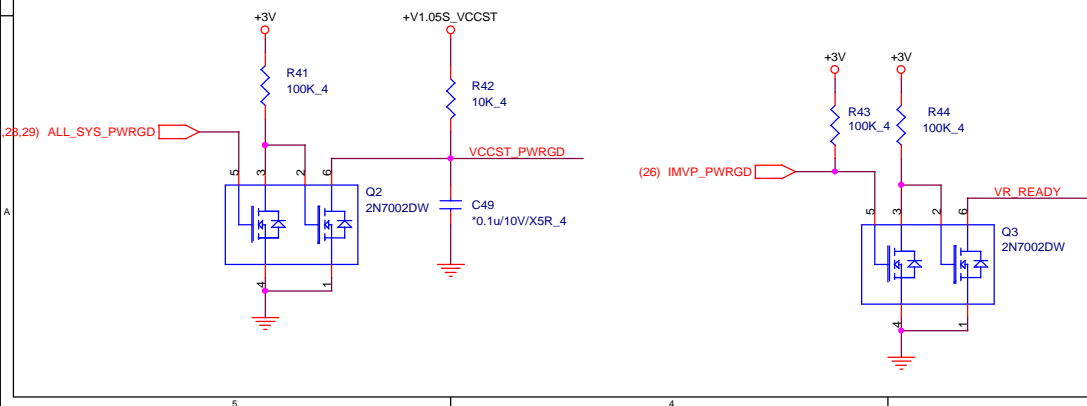 +3V
+V1.05S_VCCST
+3V
+3V
R41
100K_4
R42
10K_4
R43
100K_4
R44
100K_4
,28,29) ALL_SYS_PWRGD
VCCST_PWRGD
(26) IMVP_PWRGD
5
3
2
6
Q2
2N7002DW
C49
*0.1u/10V/X5R_4
VR_READY
5
3
2
6
A
Q3
2N7002DW
4
1
4
1
5
4